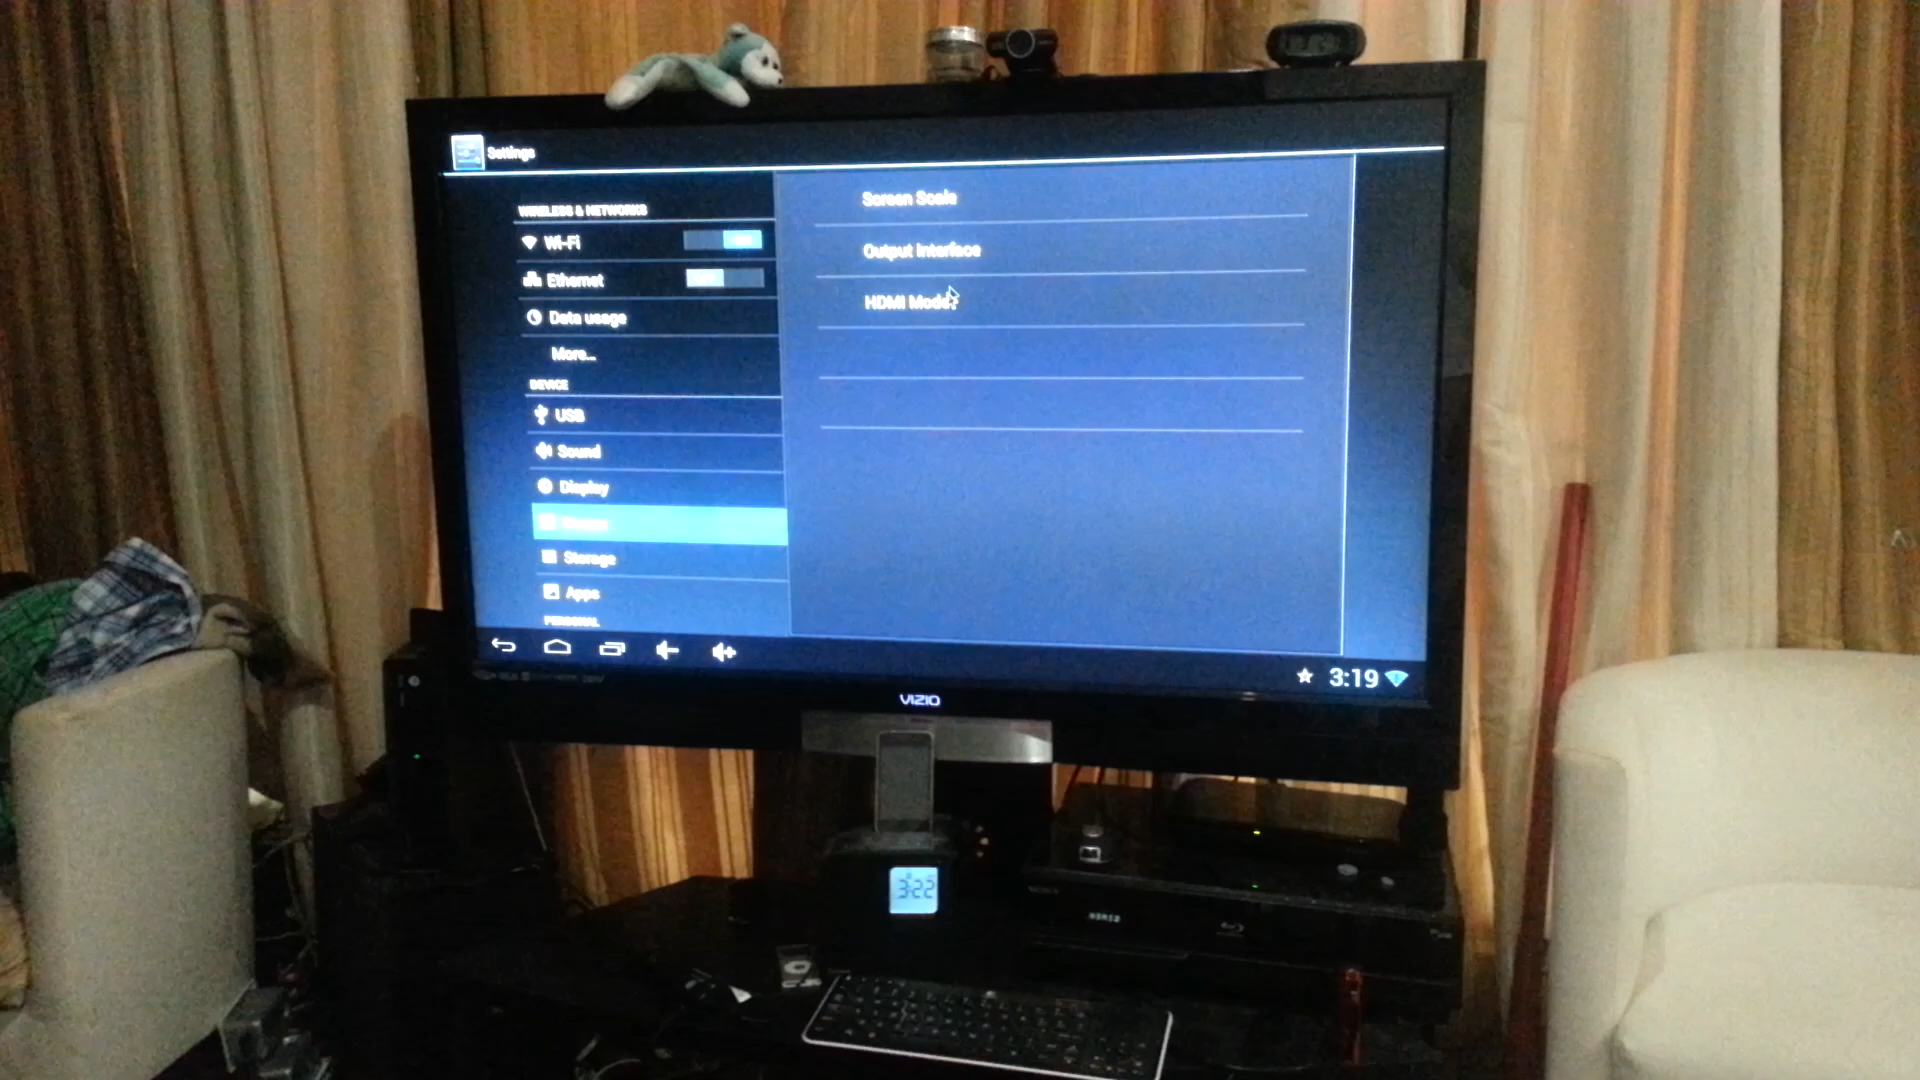 Settings
WIRELESS & NETWORKS
Wi-Fi
Ethernet
Data usage
More...
DEVICE
USB
Sound
Display
Storage
Apps
PERSONAL
Screen Scale
Output Interface
HDMI Mode
3:19
VIZIO
3:22